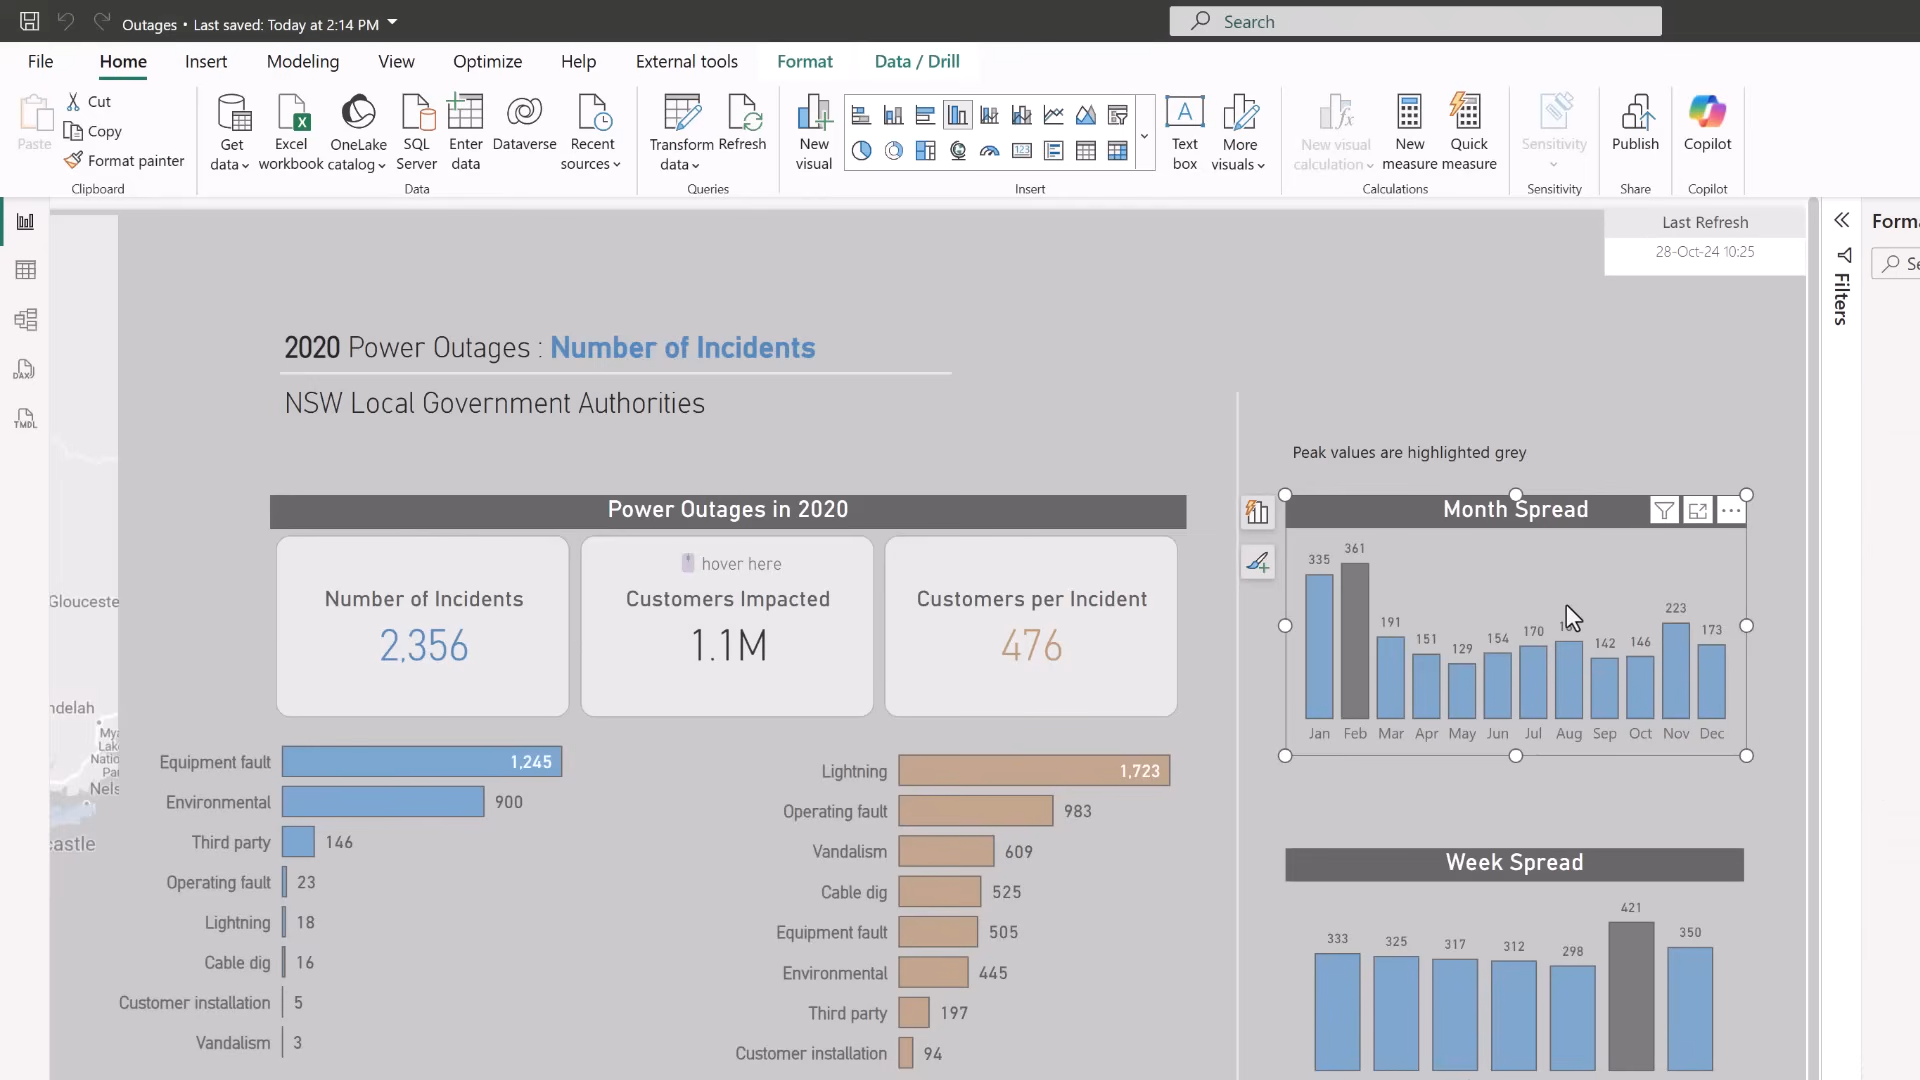 Outages • Last saved: Today at 2:14 PM
Search
File Home Insert Modeling View Optimize Help External tools Format Data / Drill
Paste
Cut
Copy
Format painter
Clipboard
Get data
Excel workbook
OneLake catalog
SQL Server
Enter data
Dataverse
Recent sources
Data
Transform data
Refresh
Queries
New visual
Text box
More visuals
Insert
New visual calculation
New measure
Quick measure
Calculations
Sensitivity
Sensitivity
Publish
Share
Copilot
Copilot
DAX
TMDL
Last Refresh
28-Oct-24 10:25
Filters
2020 Power Outages : Number of Incidents
NSW Local Government Authorities
Peak values are highlighted grey
Power Outages in 2020
Number of Incidents
2,356
hover here
Customers Impacted
1.1M
Customers per Incident
476
Equipment fault 1,245
Environmental 900
Third party 146
Operating fault 23
Lightning 18
Cable dig 16
Customer installation 5
Vandalism 3
Lightning 1,723
Operating fault 983
Vandalism 609
Cable dig 525
Equipment fault 505
Environmental 445
Third party 197
Customer installation 94
Month Spread
335 361 191 151 129 154 170 142 146 223 173
Jan Feb Mar Apr May Jun Jul Aug Sep Oct Nov Dec
Week Spread
333 325 317 312 298 421 350